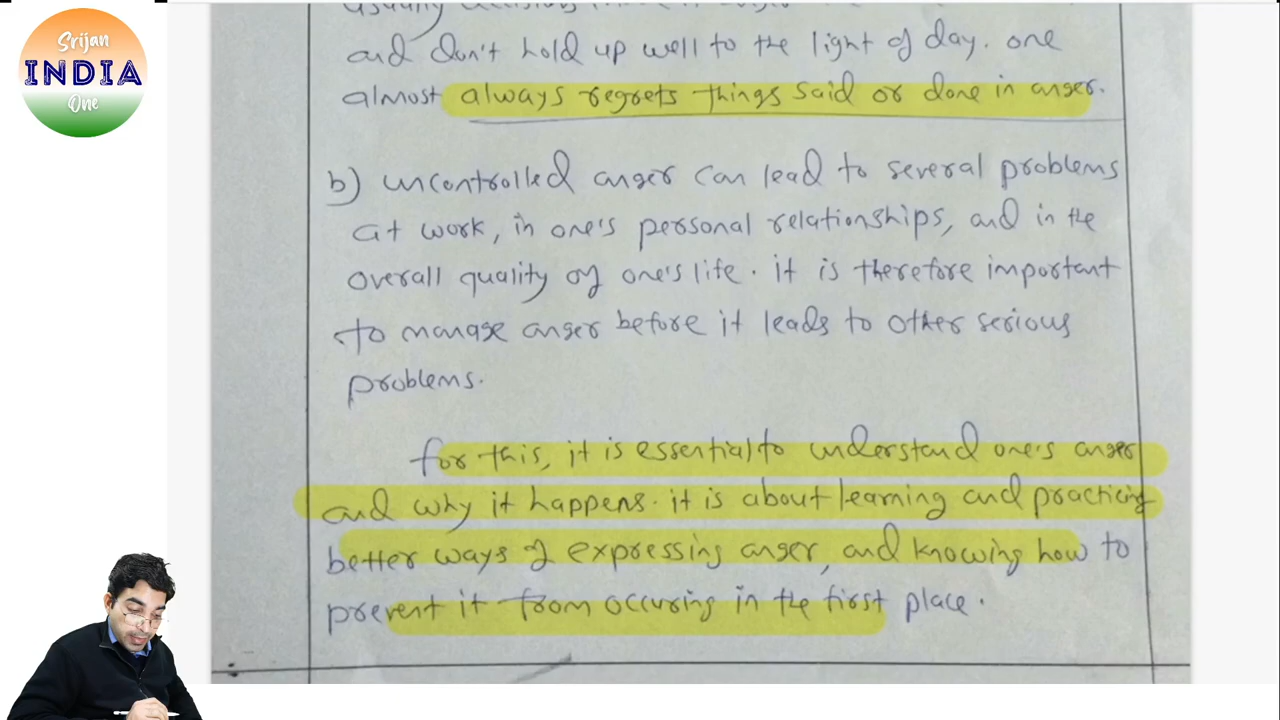 Srijan
INDIA
One
and don't hold up well to the light of day. one
almost always regrets things said or done in anger.
b) uncontrolled anger can lead to several problems
at work, in one's personal relationships, and in the
overall quality of one's life. it is therefore important
to manage anger before it leads to other serious
problems.
for this, it is essential to understand one's anger
and why it happens. it is about learning and practicing
better ways of expressing anger, and knowing how to
prevent it from occuring in the first place.